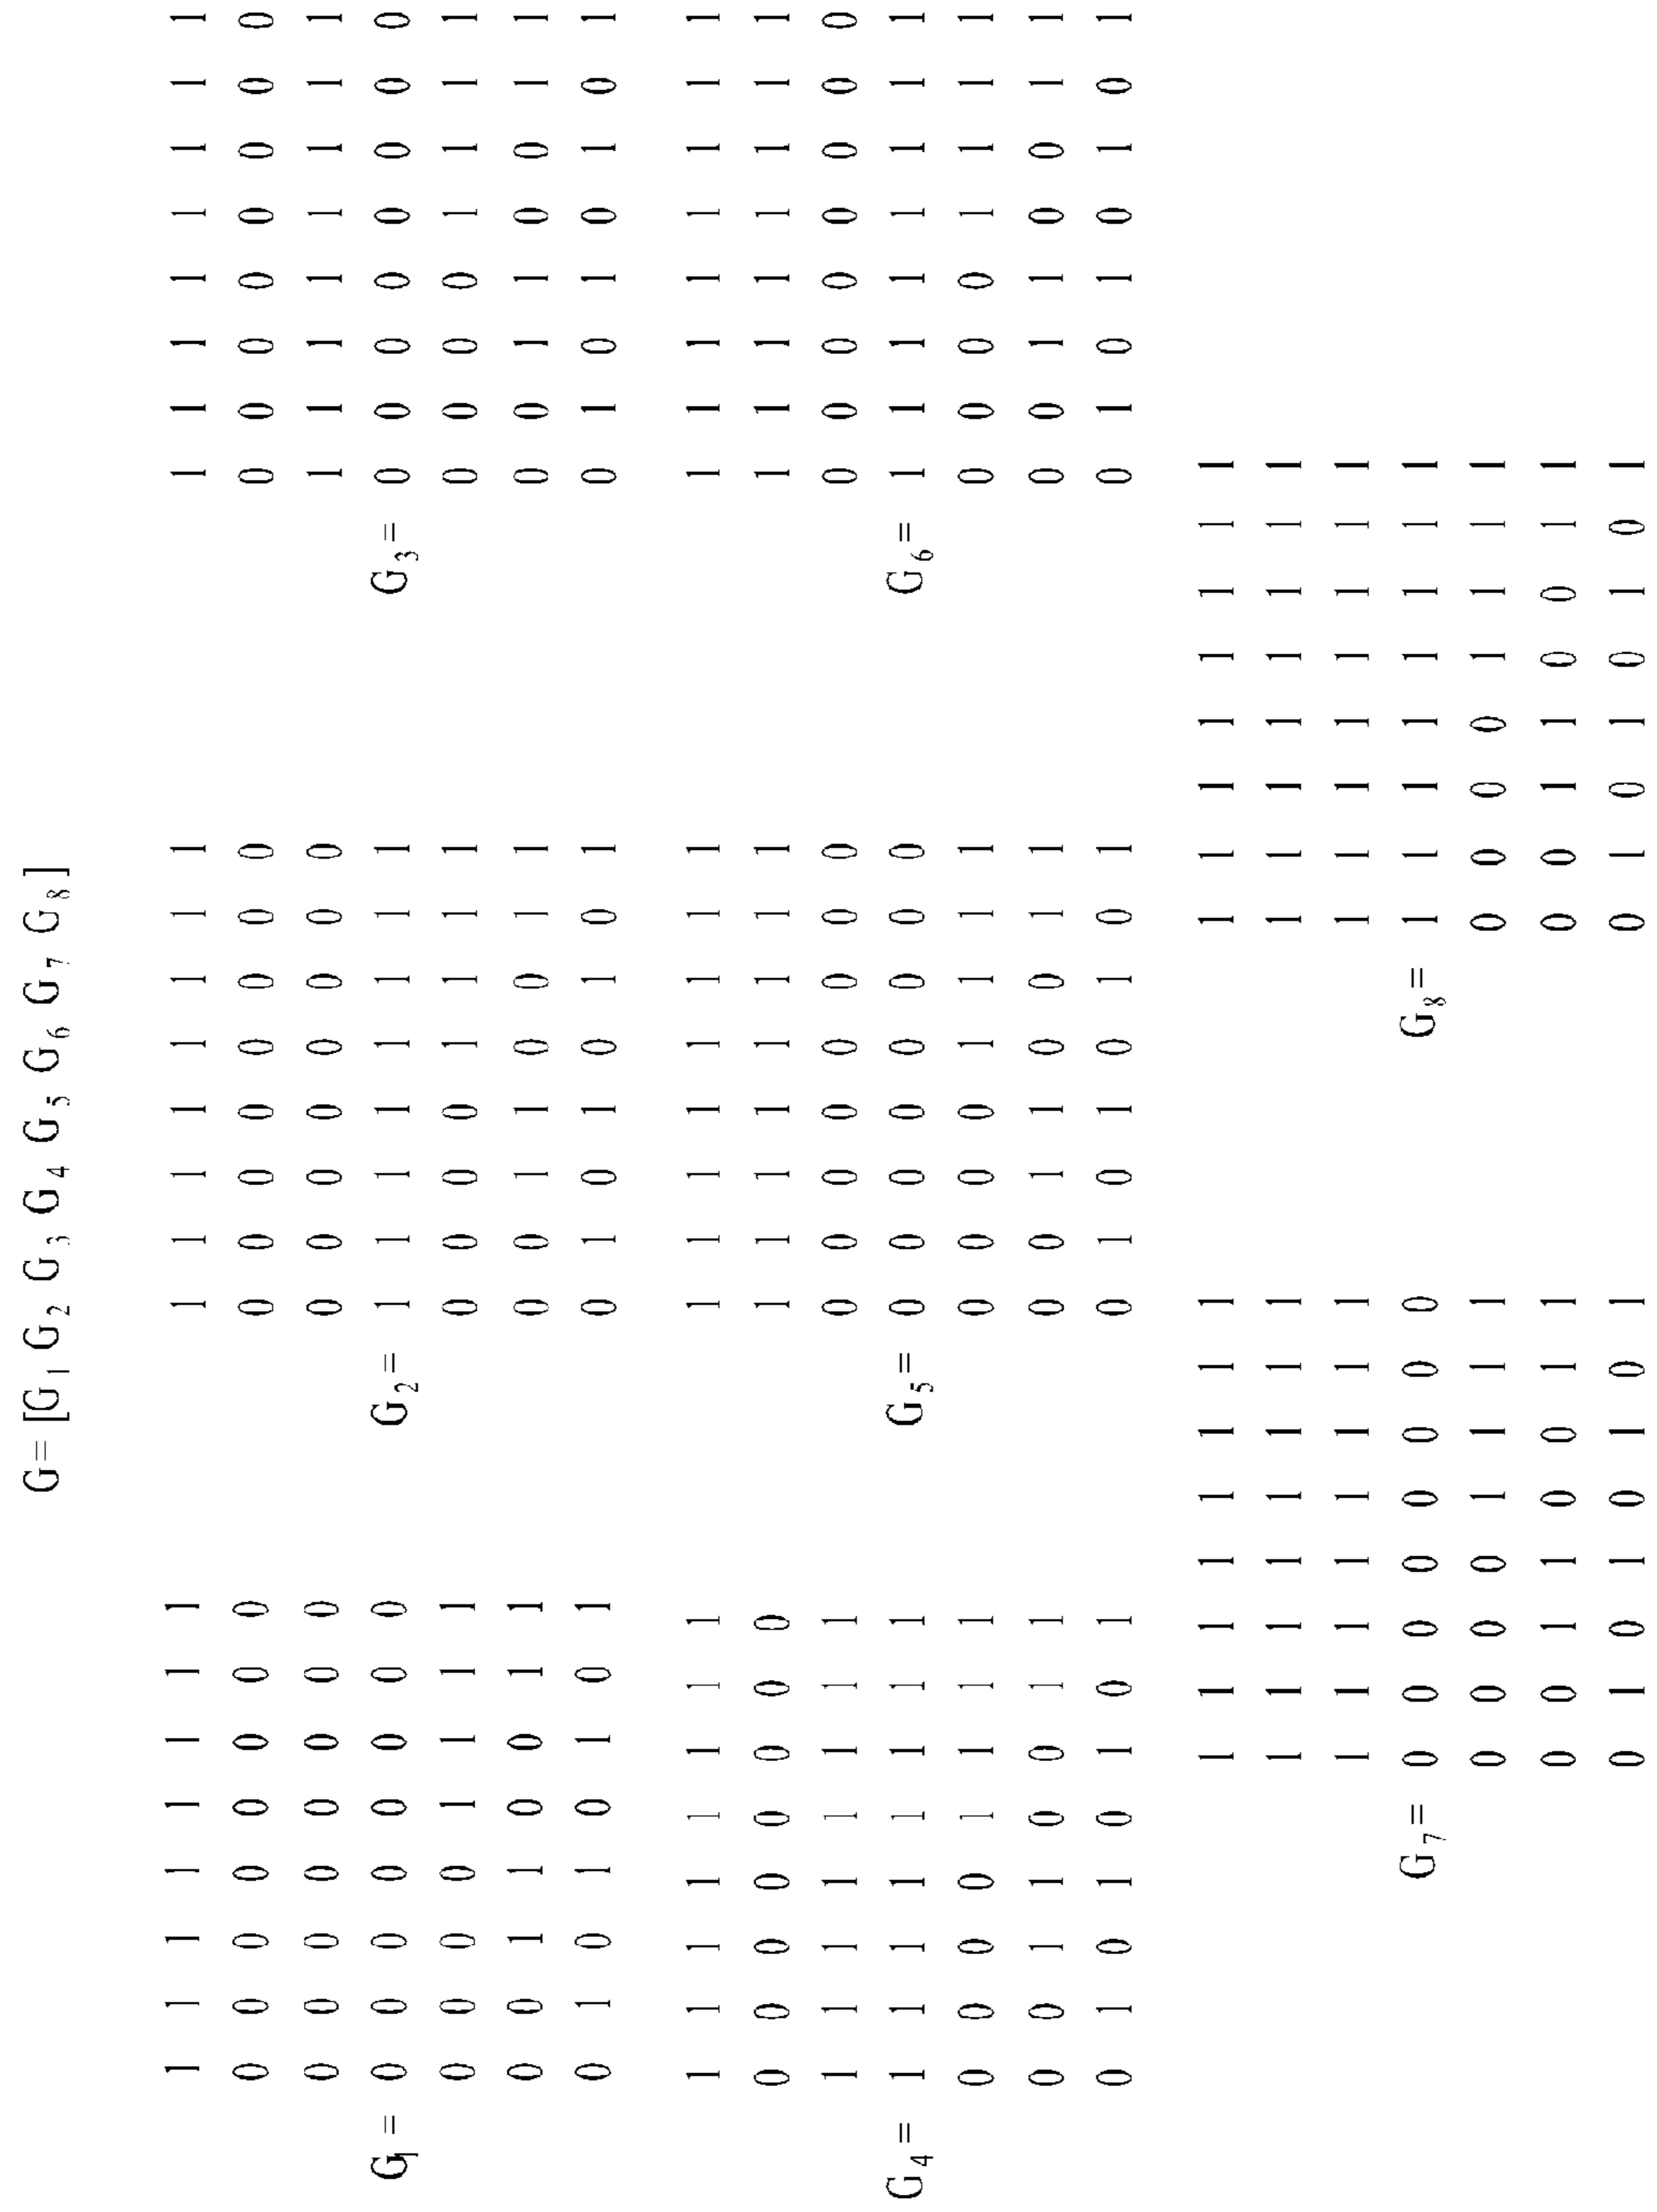 G= [G1 G2 G3 G4 G5 G6 G7 G8 ]
1 1 1 1 1 1 1 1 1 1 1 1 1 1 1 1 1 1 1 1 1 1 1 1
0 0 0 0 0 0 0 0 0 0 0 0 0 0 0 0 0 0 0 0 0 0 0 0
0 0 0 0 0 0 0 0 0 0 0 0 0 0 0 0 1 1 1 1 1 1 1 1
G1= 0 0 0 0 0 0 0 0 G2= 1 1 1 1 1 1 1 1 G3= 0 0 0 0 0 0 0 0
0 0 0 0 1 1 1 1 0 0 0 0 1 1 1 1 0 0 0 0 1 1 1 1
0 0 1 1 0 0 1 1 0 0 1 1 0 0 1 1 0 0 1 1 0 0 1 1
0 1 0 1 0 1 0 1 0 1 0 1 0 1 0 1 0 1 0 1 0 1 0 1
1 1 1 1 1 1 1 1 1 1 1 1 1 1 1 1 1 1 1 1 1 1 1 1
0 0 0 0 0 0 0 0 1 1 1 1 1 1 1 1 1 1 1 1 1 1 1 1
1 1 1 1 1 1 1 1 0 0 0 0 0 0 0 0 0 0 0 0 0 0 0 0
G4= 1 1 1 1 1 1 1 1 G5= 0 0 0 0 0 0 0 0 G6= 1 1 1 1 1 1 1 1
0 0 0 0 1 1 1 1 0 0 0 0 1 1 1 1 0 0 0 0 1 1 1 1
0 0 1 1 0 0 1 1 0 0 1 1 0 0 1 1 0 0 1 1 0 0 1 1
0 1 0 1 0 1 0 1 0 1 0 1 0 1 0 1 0 1 0 1 0 1 0 1
1 1 1 1 1 1 1 1 1 1 1 1 1 1 1 1
1 1 1 1 1 1 1 1 1 1 1 1 1 1 1 1
1 1 1 1 1 1 1 1 1 1 1 1 1 1 1 1
G7= 0 0 0 0 0 0 0 0 G8= 1 1 1 1 1 1 1 1
0 0 0 0 1 1 1 1 0 0 0 0 1 1 1 1
0 0 1 1 0 0 1 1 0 0 1 1 0 0 1 1
0 1 0 1 0 1 0 1 0 1 0 1 0 1 0 1